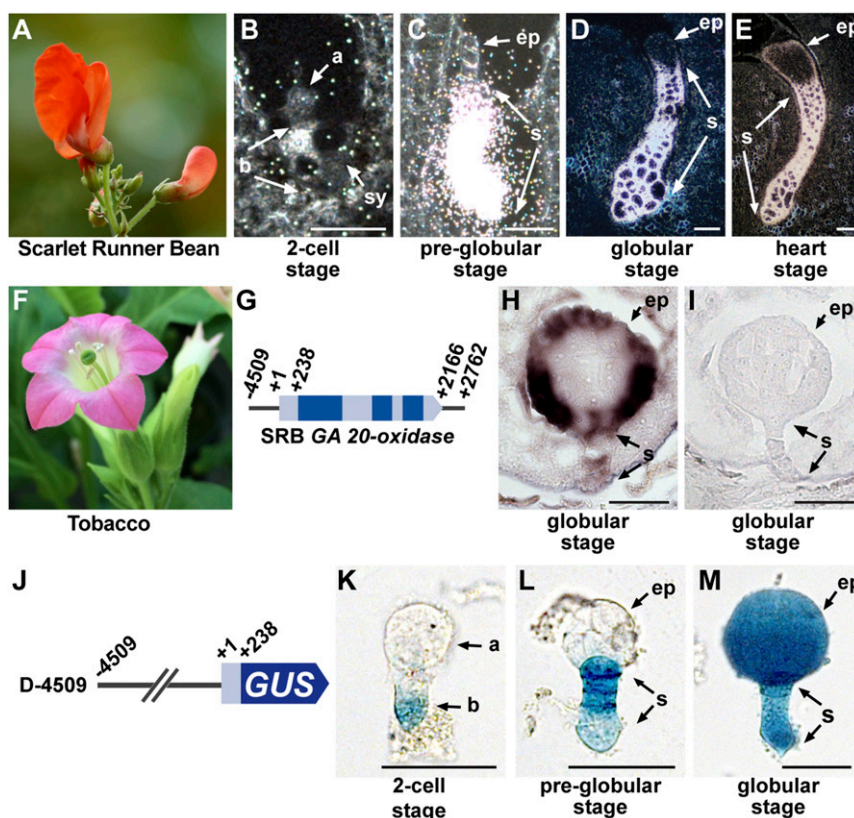 A
B
a
b
sy
C
ep
s
D
ep
s
E
ep
s
Scarlet Runner Bean
2-cell
stage
pre-globular
stage
globular
stage
heart
stage
F
Tobacco
G
-4509
+1
+238
+2166
+2762
SRB GA 20-oxidase
H
ep
s
globular
stage
I
ep
s
globular
stage
J
D-4509
-4509
+1
+238
GUS
K
a
b
2-cell
stage
L
ep
s
pre-globular
stage
M
ep
s
globular
stage